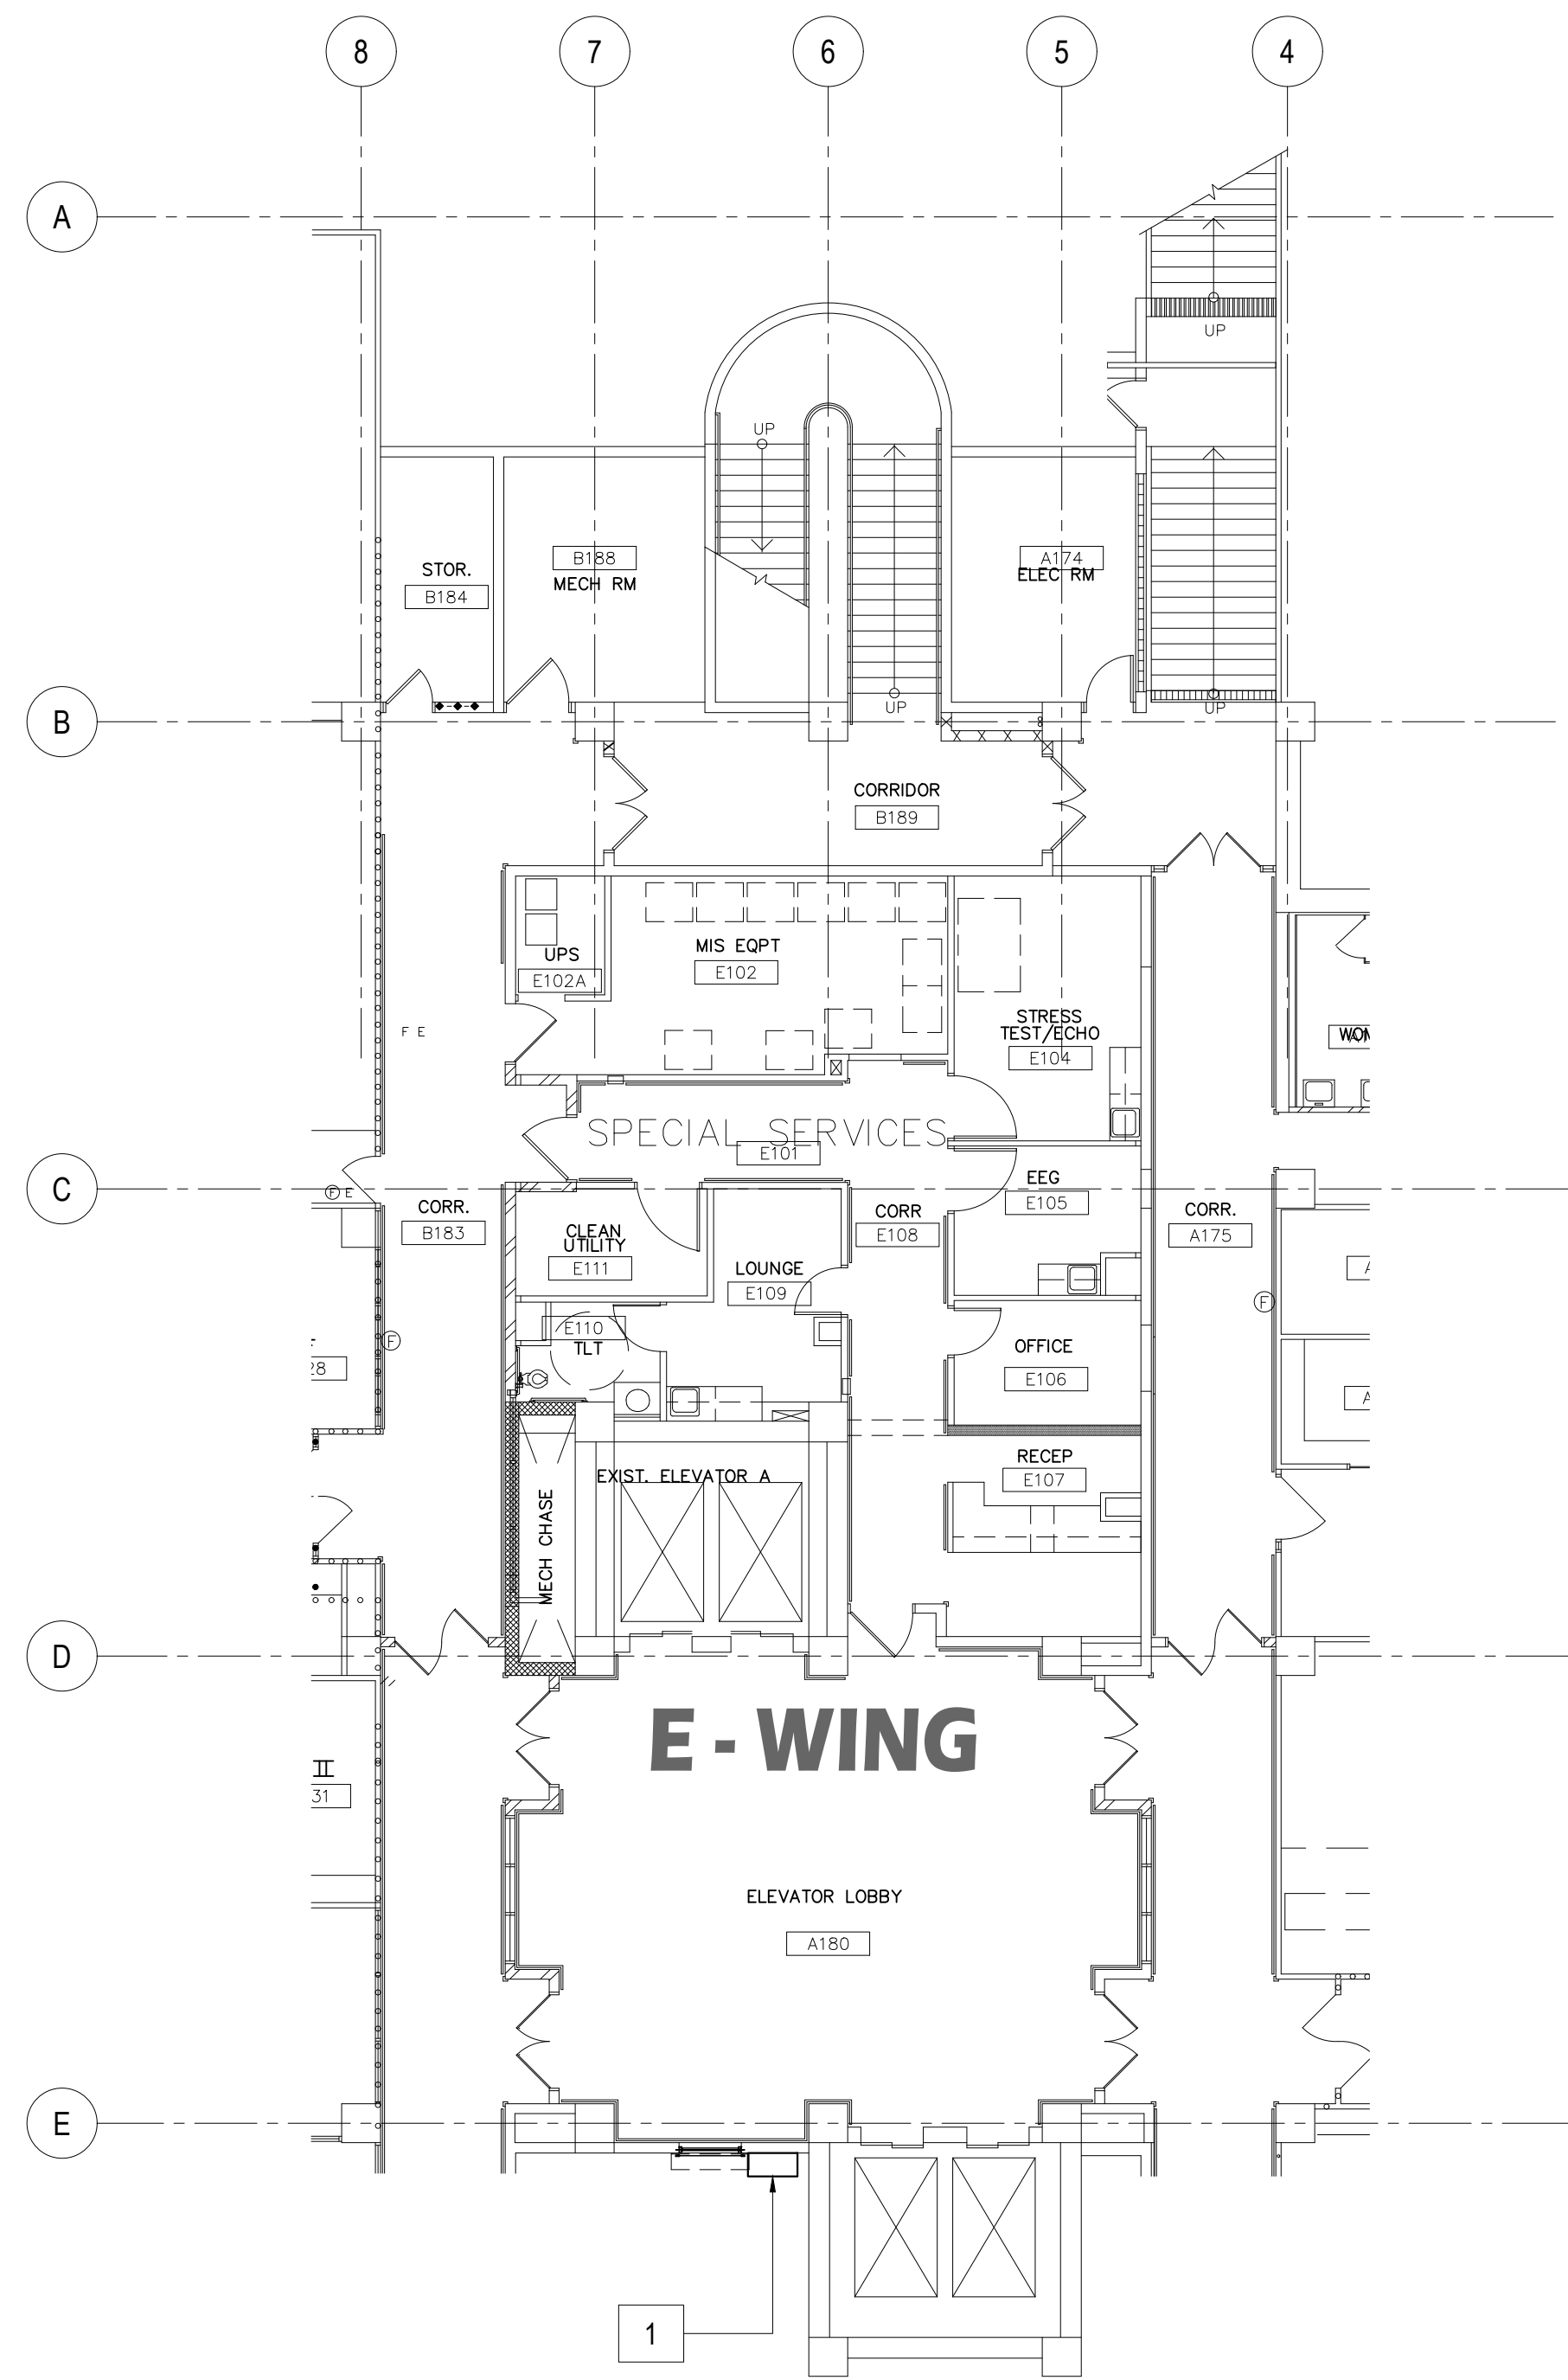 8
7
6
5
4
A
UP
UP
B188
MECH RM
A174
ELEC RM
STOR.
B184
B
UP
UP
CORRIDOR
B189
UPS
E102A
MIS EQPT
E102
STRESS
TEST/ECHO
E104
F E
SPECIAL SERVICES
E101
C
F E
CORR.
B183
CLEAN
UTILITY
E111
LOUNGE
E109
CORR
E108
EEG
E105
CORR.
A175
F
F
E110
TLT
OFFICE
E106
28
RECEP
E107
EXIST. ELEVATOR A
MECH CHASE
D
E - WING
II
31
ELEVATOR LOBBY
A180
E
1